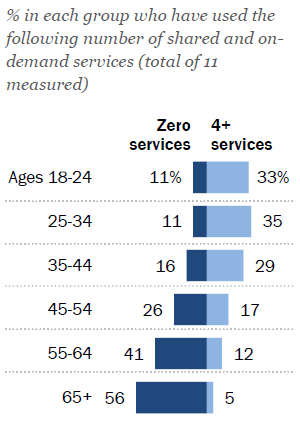 % in each group who have used the
following number of shared and on-
demand services (total of 11
measured)
Zero services 4+ services
Ages 18-24 11% 33%
25-34 11 35
35-44 16 29
45-54 26 17
55-64 41 12
65+ 56 5